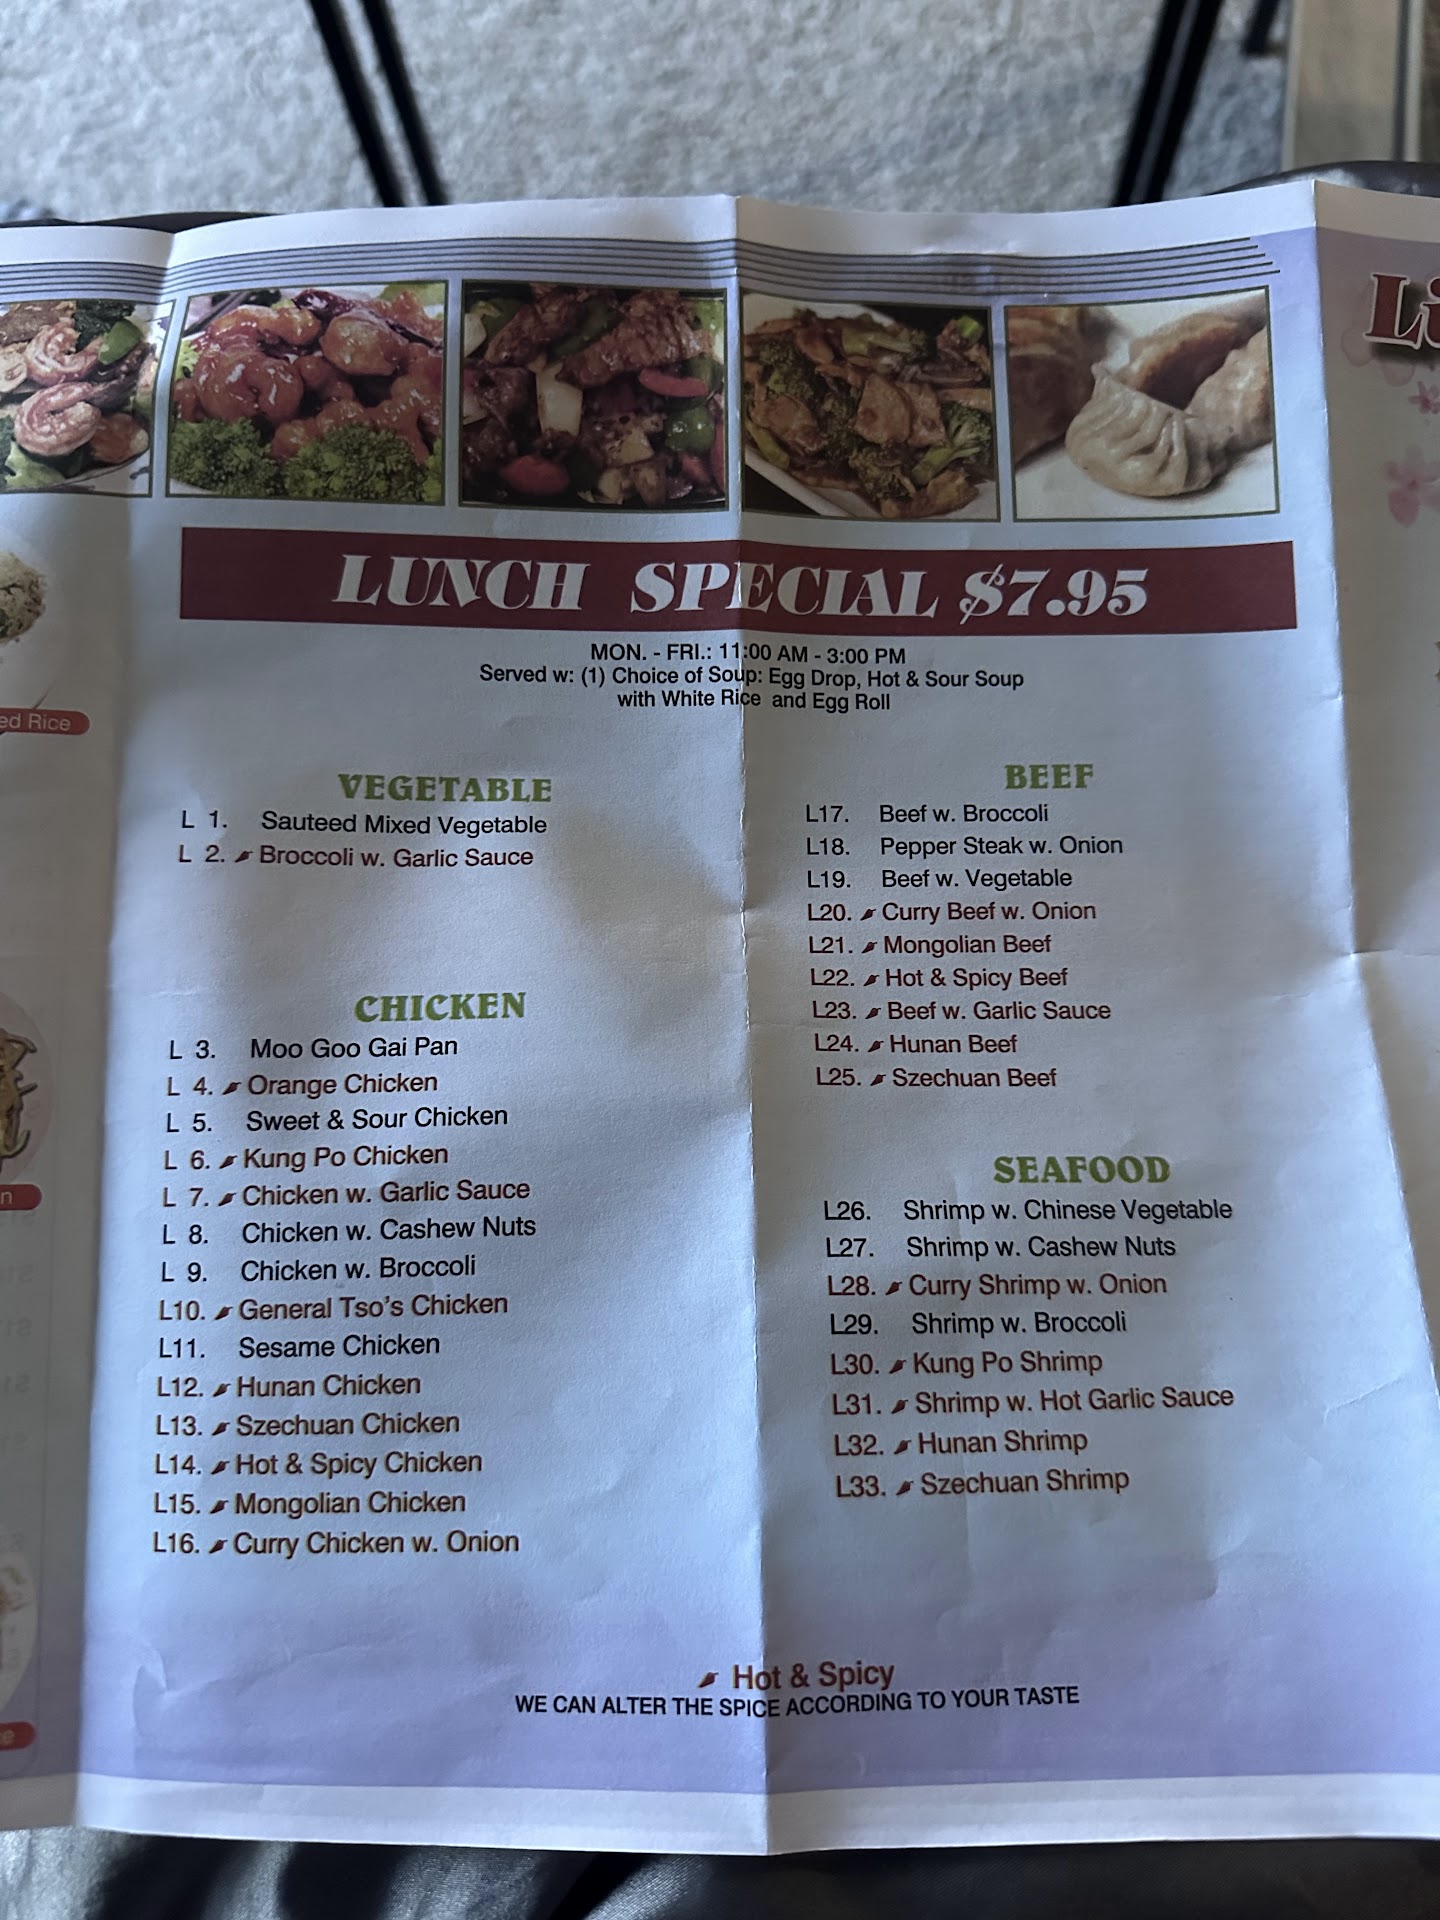 LUNCH SPECIAL $7.95
MON. - FRI.: 11:00 AM - 3:00 PM
Served w: (1) Choice of Soup: Egg Drop, Hot & Sour Soup
with White Rice and Egg Roll
VEGETABLE
L 1. Sauteed Mixed Vegetable
L 2. Broccoli w. Garlic Sauce
CHICKEN
L 3. Moo Goo Gai Pan
L 4. Orange Chicken
L 5. Sweet & Sour Chicken
L 6. Kung Po Chicken
L 7. Chicken w. Garlic Sauce
L 8. Chicken w. Cashew Nuts
L 9. Chicken w. Broccoli
L10. General Tso's Chicken
L11. Sesame Chicken
L12. Hunan Chicken
L13. Szechuan Chicken
L14. Hot & Spicy Chicken
L15. Mongolian Chicken
L16. Curry Chicken w. Onion
BEEF
L17. Beef w. Broccoli
L18. Pepper Steak w. Onion
L19. Beef w. Vegetable
L20. Curry Beef w. Onion
L21. Mongolian Beef
L22. Hot & Spicy Beef
L23. Beef w. Garlic Sauce
L24. Hunan Beef
L25. Szechuan Beef
SEAFOOD
L26. Shrimp w. Chinese Vegetable
L27. Shrimp w. Cashew Nuts
L28. Curry Shrimp w. Onion
L29. Shrimp w. Broccoli
L30. Kung Po Shrimp
L31. Shrimp w. Hot Garlic Sauce
L32. Hunan Shrimp
L33. Szechuan Shrimp
Hot & Spicy
WE CAN ALTER THE SPICE ACCORDING TO YOUR TASTE
ed Rice
n
e
Li